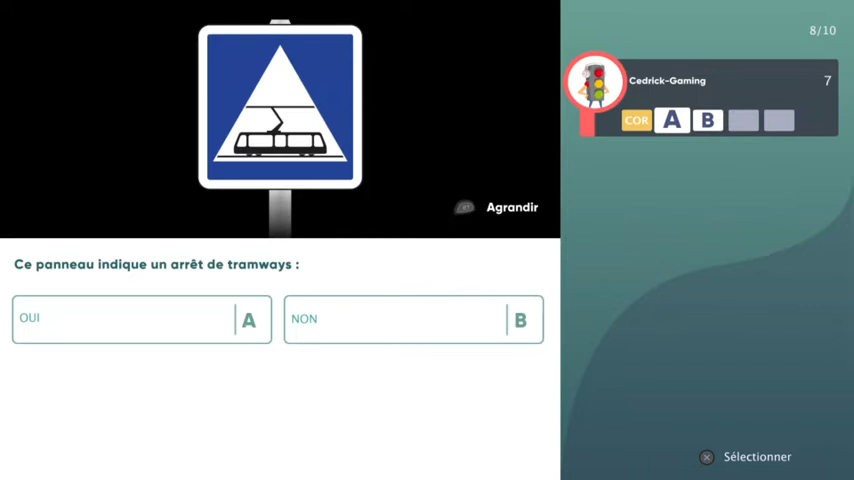 8/10
Cedrick-Gaming 7
COR A B
Agrandir
Ce panneau indique un arrêt de tramways :
OUI A
NON B
Sélectionner